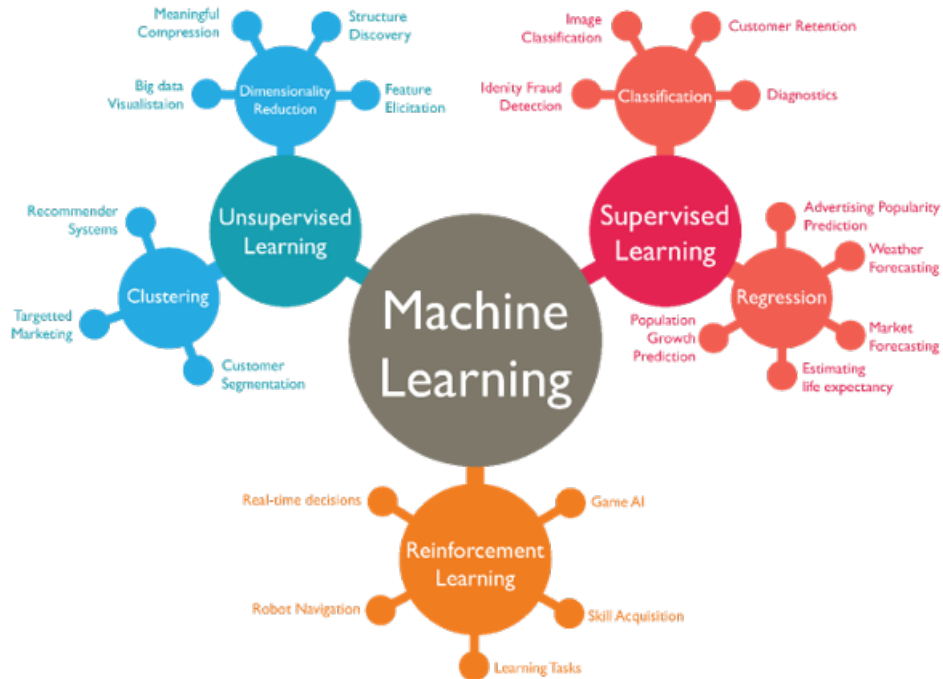 Meaningful
Compression
Structure
Discovery
Big data
Visualistaion
Dimensionality
Reduction
Feature
Elicitation
Recommender
Systems
Unsupervised
Learning
Clustering
Targetted
Marketing
Customer
Segmentation
Machine
Learning
Image
Classification
Customer Retention
Idenity Fraud
Detection
Classification
Diagnostics
Supervised
Learning
Advertising Popularity
Prediction
Weather
Forecasting
Regression
Population
Growth
Prediction
Market
Forecasting
Estimating
life expectancy
Real-time decisions
Game AI
Reinforcement
Learning
Robot Navigation
Skill Acquisition
Learning Tasks